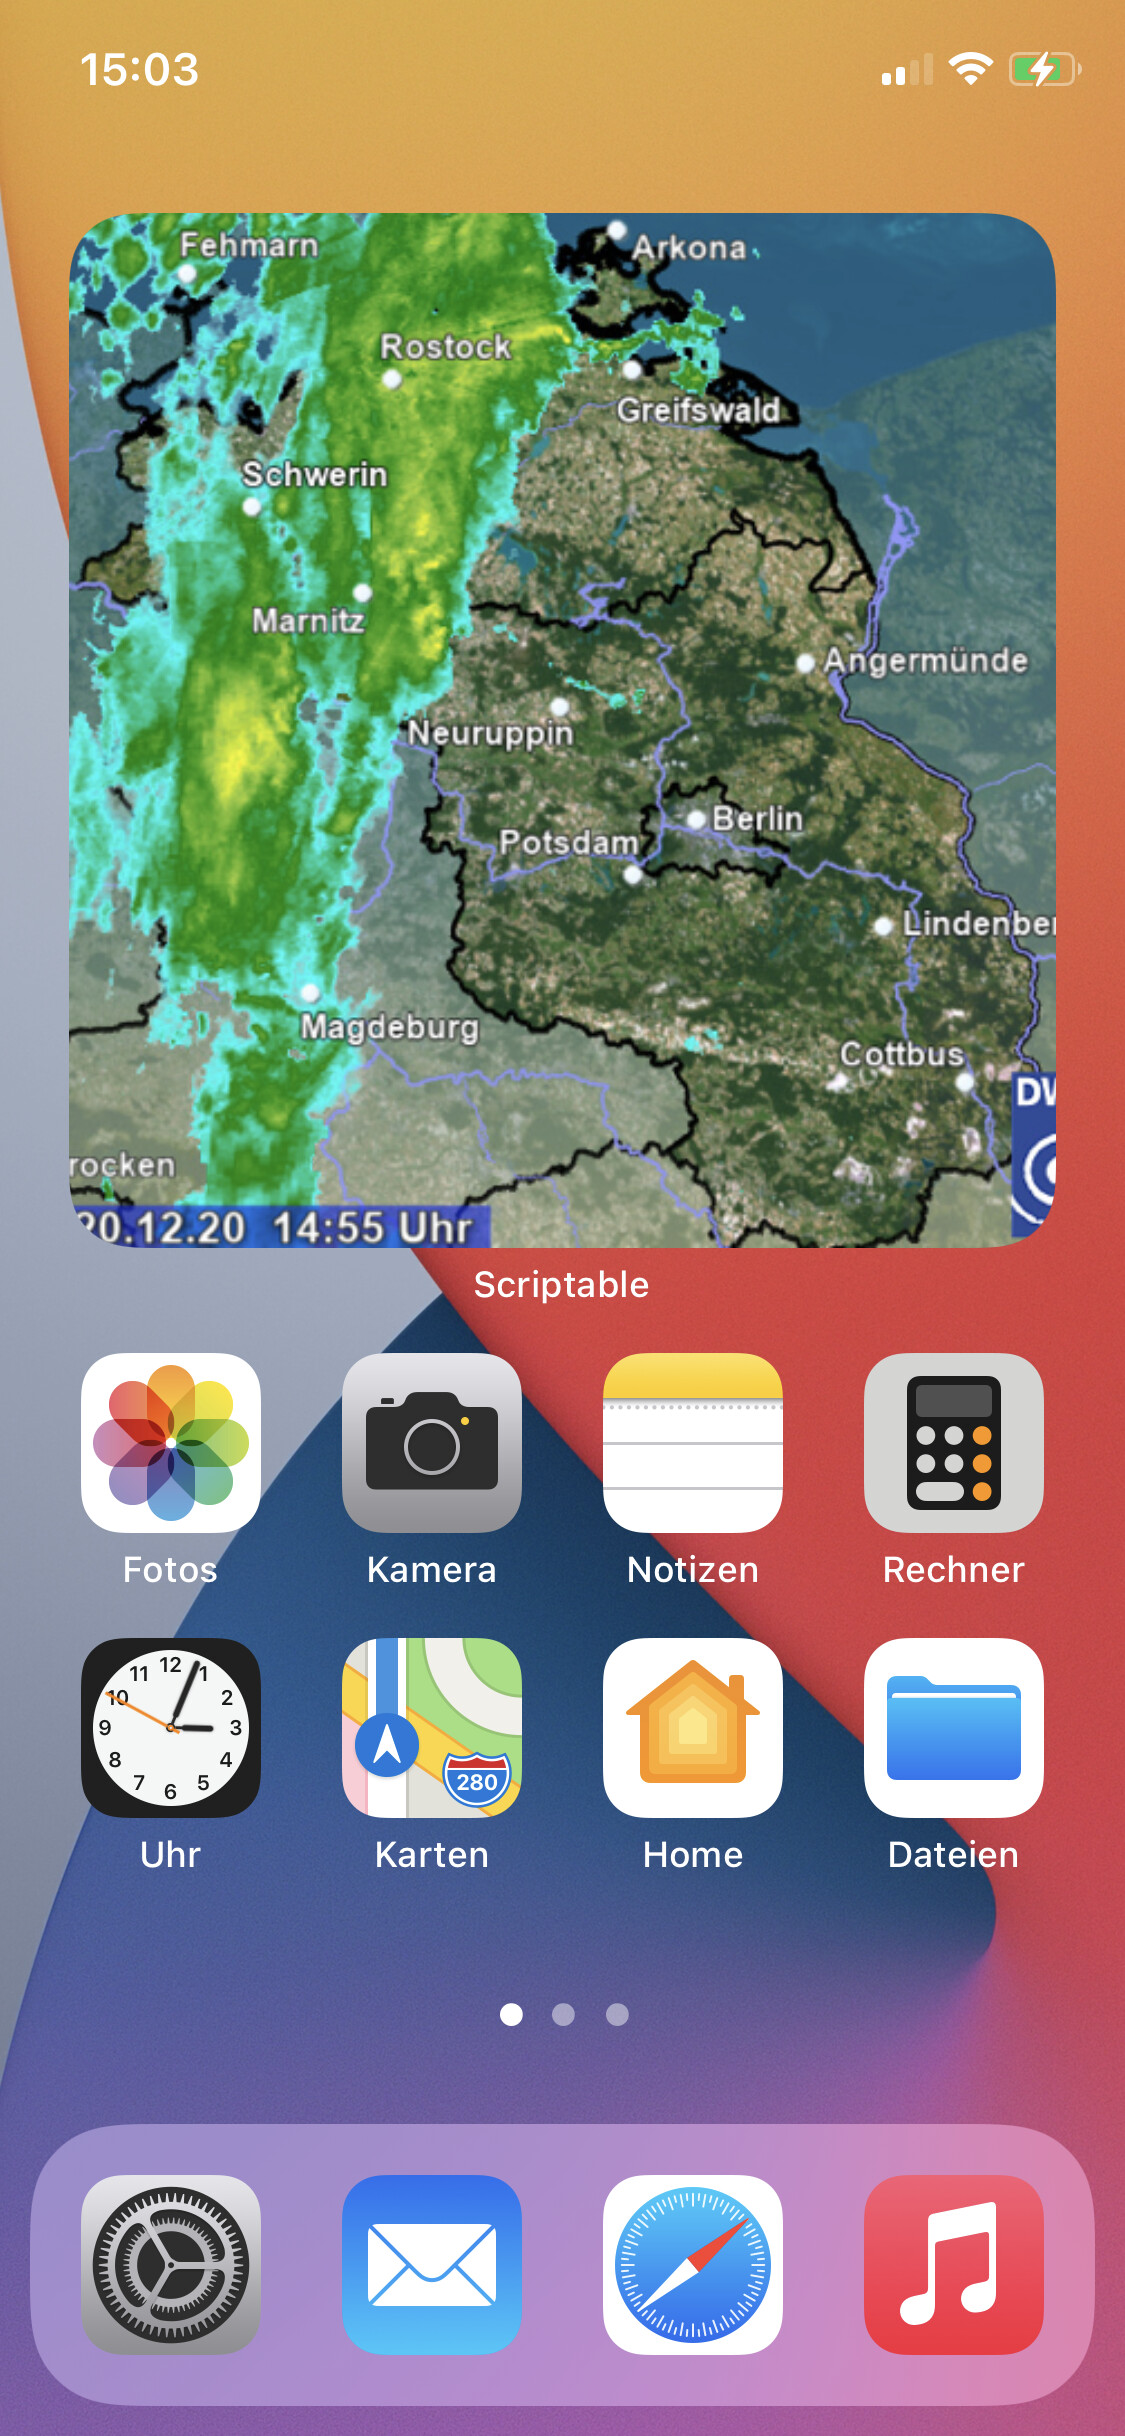 15:03
Fehmarn
Arkona
Rostock
Greifswald
Schwerin
Marnitz
Angermünde
Neuruppin
Berlin
Potsdam
Lindenber
Magdeburg
Cottbus
DW
rocken
20.12.20 14:55 Uhr
Scriptable
Fotos
Kamera
Notizen
Rechner
12
11 1
10 2
9 3
8 4
7 5
6
280
Uhr
Karten
Home
Dateien